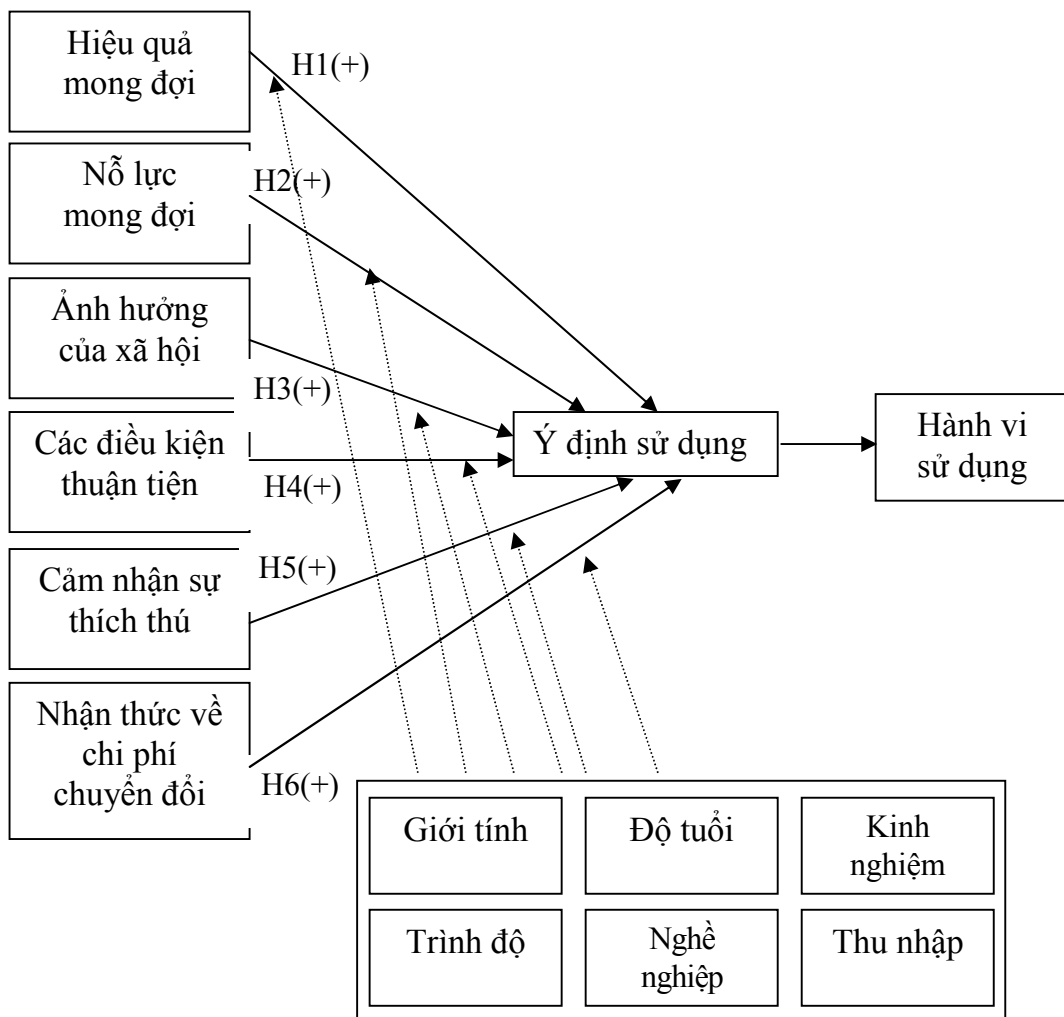 Hiệu quả
mong đợi
H1(+)
Nỗ lực
mong đợi
H2(+)
Ảnh hưởng
của xã hội
H3(+)
Các điều kiện
thuận tiện
H4(+)
Cảm nhận sự
thích thú
H5(+)
Nhận thức về
chi phí
chuyển đổi
H6(+)
Ý định sử dụng
Hành vi
sử dụng
Giới tính
Độ tuổi
Kinh
nghiệm
Trình độ
Nghề
nghiệp
Thu nhập